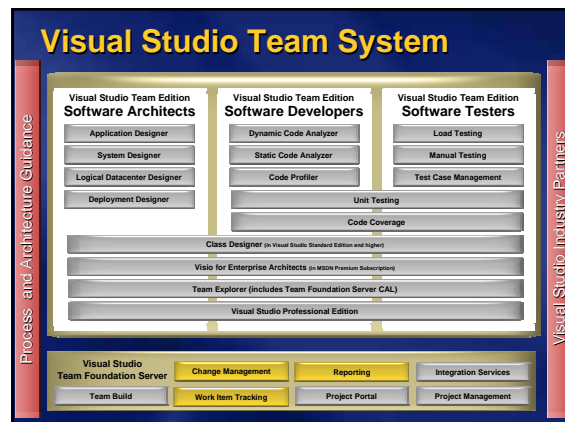 Visual Studio Team System
Process and Architecture Guidance
Visual Studio Team Edition
Software Architects
Application Designer
System Designer
Logical Datacenter Designer
Deployment Designer
Visual Studio Team Edition
Software Developers
Dynamic Code Analyzer
Static Code Analyzer
Code Profiler
Visual Studio Team Edition
Software Testers
Load Testing
Manual Testing
Test Case Management
Unit Testing
Code Coverage
Class Designer (in Visual Studio Standard Edition and higher)
Visio for Enterprise Architects (in MSDN Premium Subscription)
Team Explorer (includes Team Foundation Server CAL)
Visual Studio Professional Edition
Visual Studio Industry Partners
Visual Studio
Team Foundation Server
Change Management
Reporting
Integration Services
Team Build
Work Item Tracking
Project Portal
Project Management